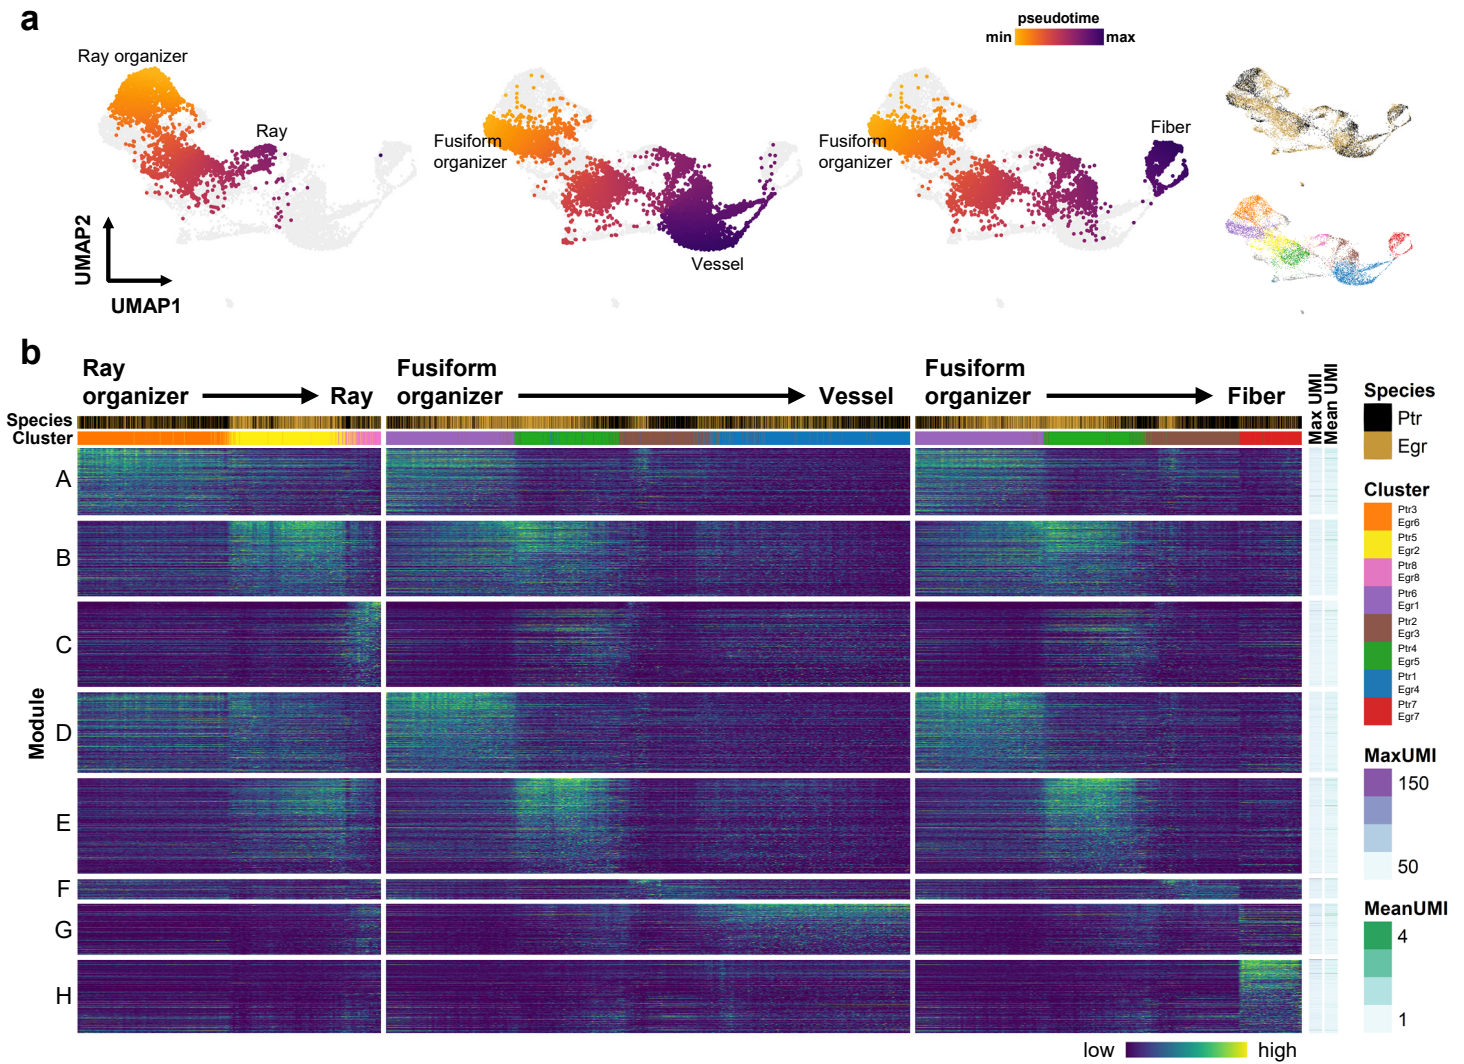 a
pseudotime
min max
Ray organizer
Ray
Fusiform
organizer
Vessel
Fusiform
organizer
Fiber
UMAP2
UMAP1
b
Ray
organizer
Ray
Fusiform
organizer
Vessel
Fusiform
organizer
Fiber
Max UMI
Mean UMI
Species
Cluster
Module
A
B
C
D
E
F
G
H
Species
Ptr
Egr
Cluster
Ptr3
Egr6
Ptr5
Egr2
Ptr8
Egr8
Ptr6
Egr1
Ptr2
Egr3
Ptr4
Egr5
Ptr1
Egr4
Ptr7
Egr7
MaxUMI
150
50
MeanUMI
4
1
low high